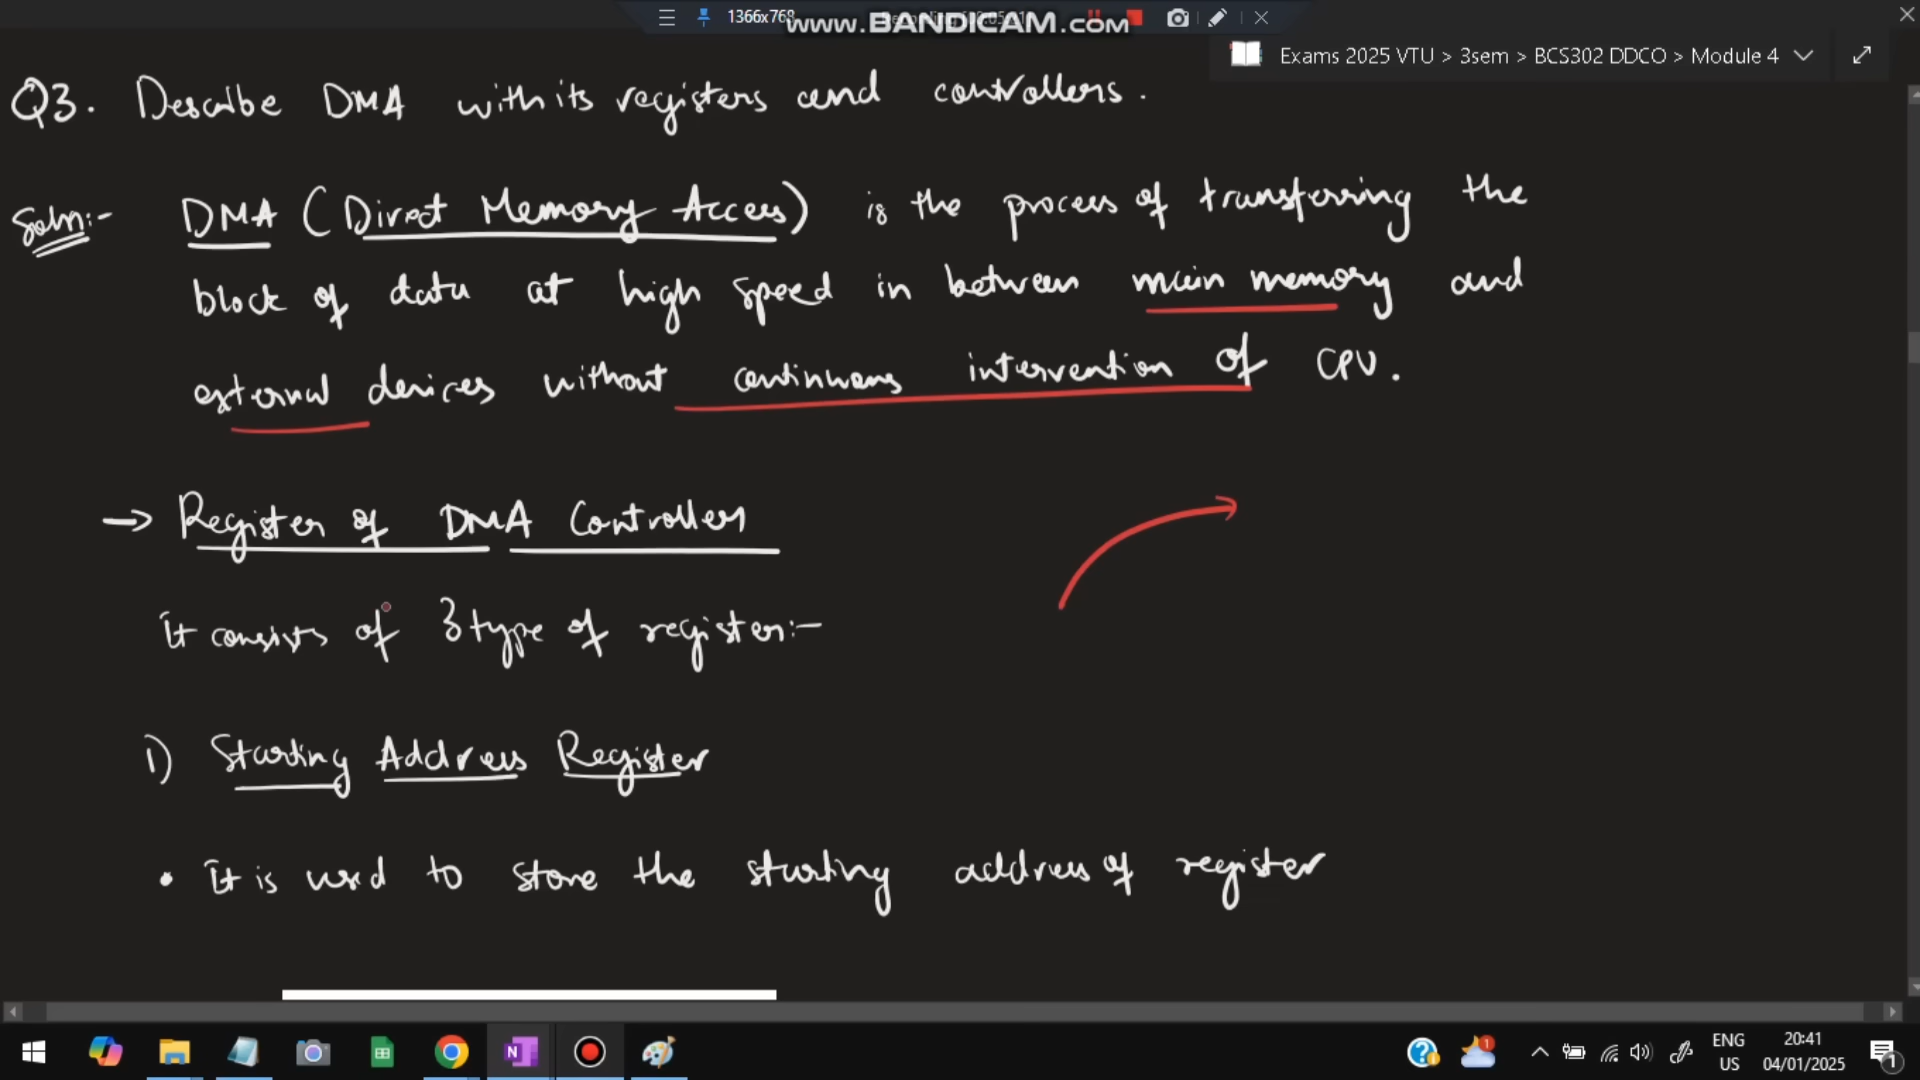 1366x768
www.BANDICAM.com
Exams 2025 VTU > 3sem > BCS302 DDCO > Module 4
Q3. Describe DMA with its registers and controllers.
Soln:- DMA (Direct Memory Access) is the process of transferring the
block of data at high speed in between main memory and
external devices without continuous intervention of CPU.
→ Register of DMA Controllers
It consists of 3 type of register:-
1) Starting Address Register
• It is used to store the starting address of register
ENG
US
20:41
04/01/2025
1
1